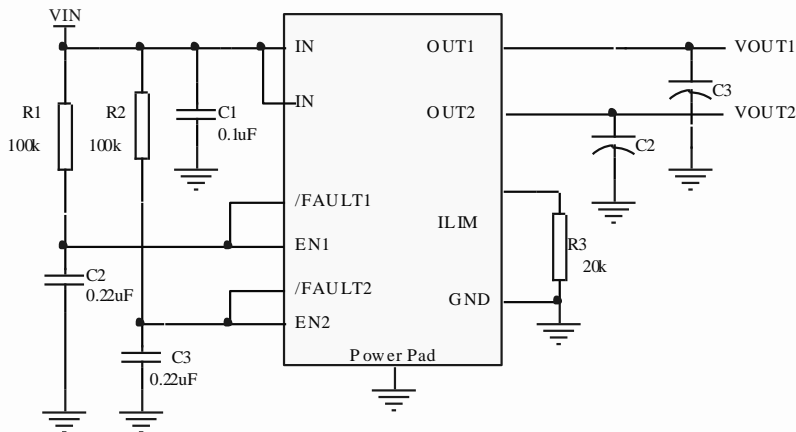 VIN
IN
OUT1
VOUT1
R1
100k
R2
100k
C1
0.1uF
IN
OUT2
C3
VOUT2
C2
/FAULT1
ILIM
EN1
R3
20k
C2
0.22uF
/FAULT2
GND
EN2
C3
0.22uF
Power Pad